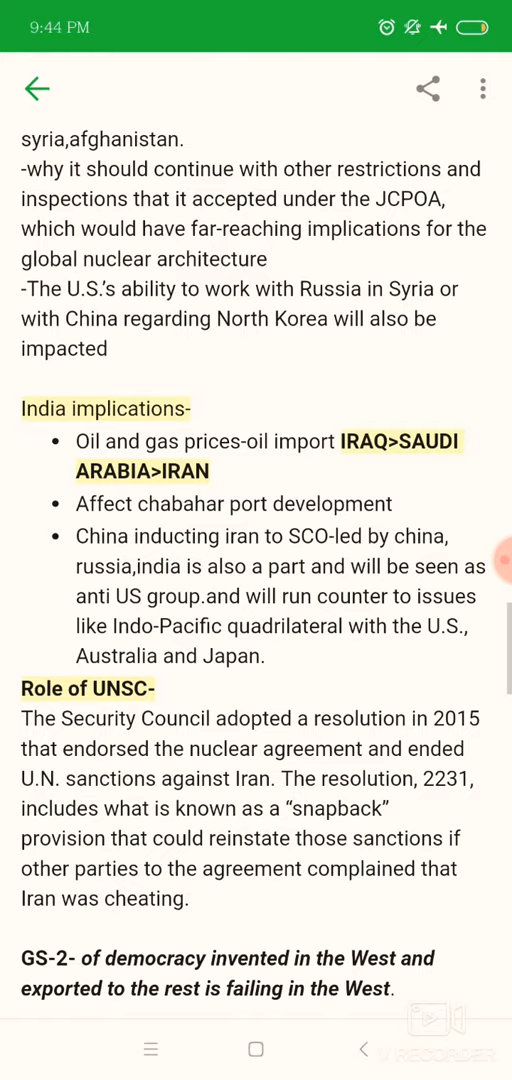 9:44 PM
syria,afghanistan.
-why it should continue with other restrictions and
inspections that it accepted under the JCPOA,
which would have far-reaching implications for the
global nuclear architecture
-The U.S.'s ability to work with Russia in Syria or
with China regarding North Korea will also be
impacted
India implications-
• Oil and gas prices-oil import IRAQ>SAUDI
ARABIA>IRAN
• Affect chabahar port development
• China inducting iran to SCO-led by china,
russia,india is also a part and will be seen as
anti US group.and will run counter to issues
like Indo-Pacific quadrilateral with the U.S.,
Australia and Japan.
Role of UNSC-
The Security Council adopted a resolution in 2015
that endorsed the nuclear agreement and ended
U.N. sanctions against Iran. The resolution, 2231,
includes what is known as a “snapback”
provision that could reinstate those sanctions if
other parties to the agreement complained that
Iran was cheating.
GS-2- of democracy invented in the West and
exported to the rest is failing in the West.
V RECORDER